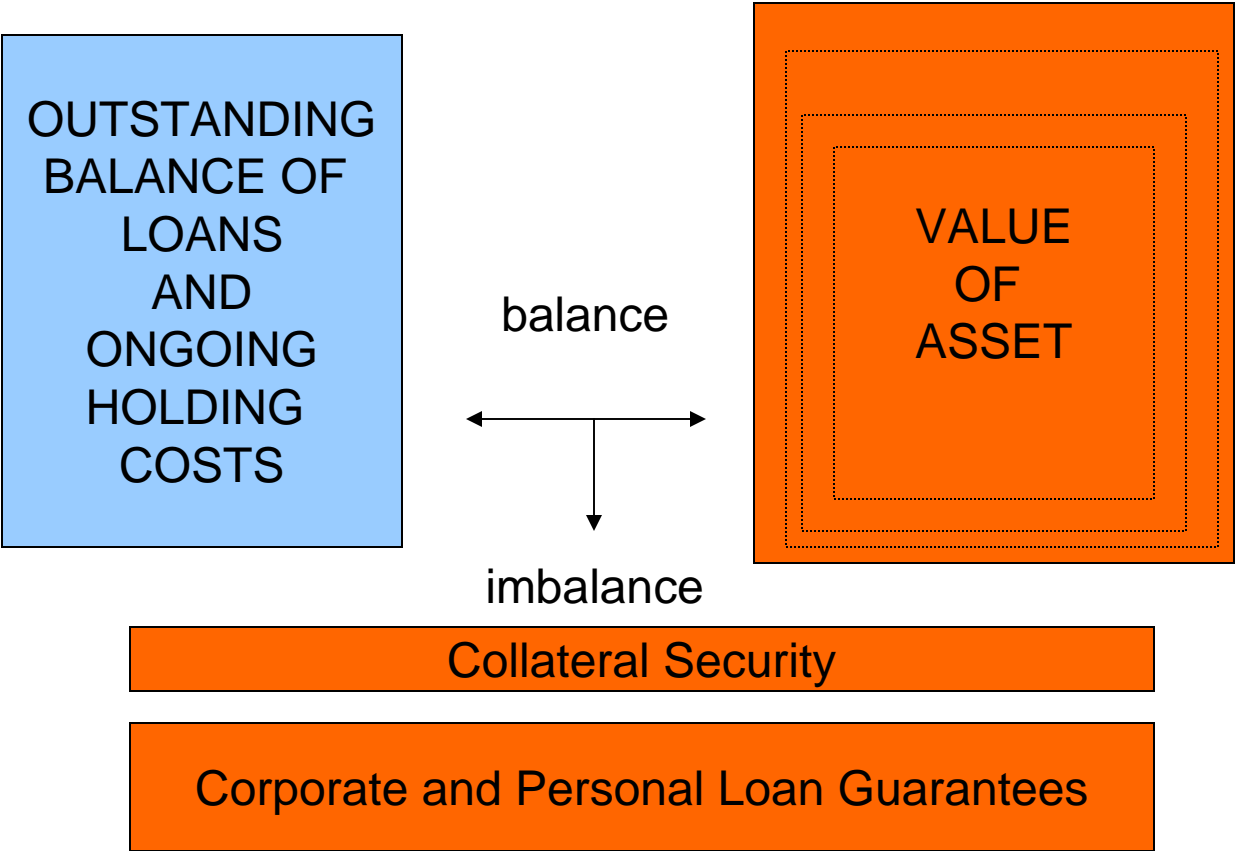 OUTSTANDING
BALANCE OF
LOANS
AND
ONGOING
HOLDING
COSTS
balance
VALUE
OF
ASSET
imbalance
Collateral Security
Corporate and Personal Loan Guarantees